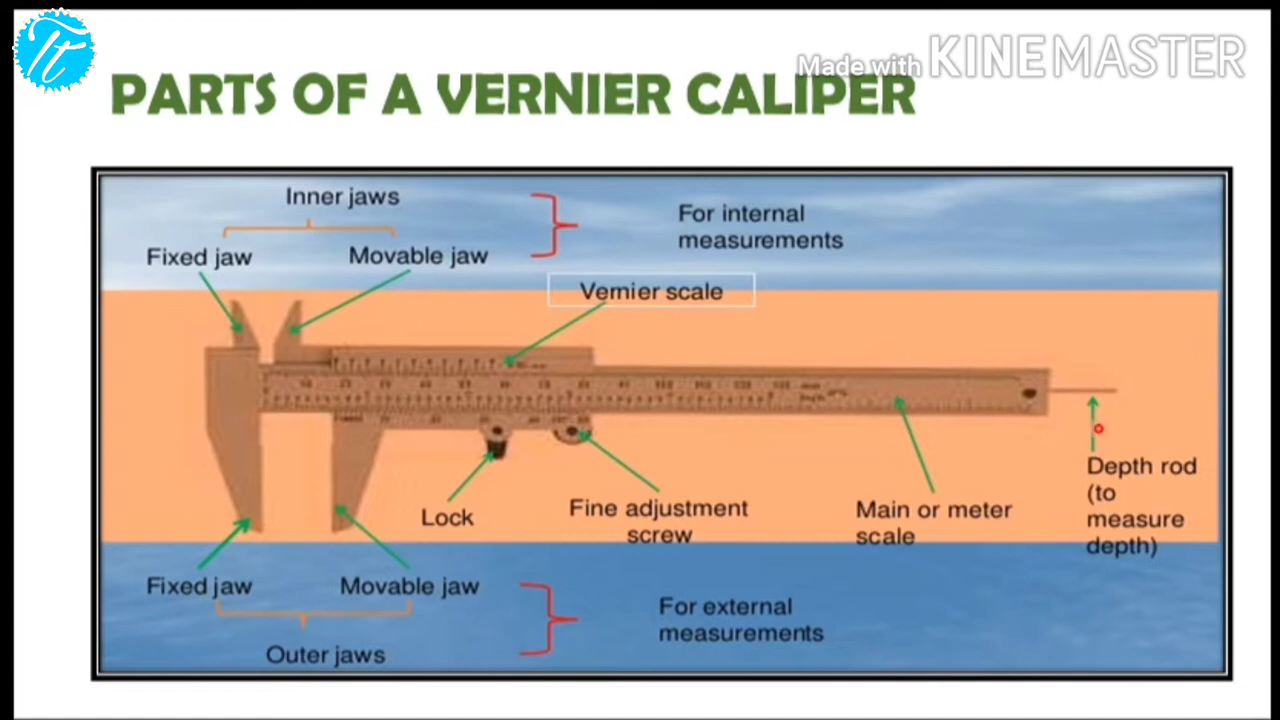 Tt
Made with KINEMASTER
PARTS OF A VERNIER CALIPER
Inner jaws
For internal
measurements
Fixed jaw
Movable jaw
Vernier scale
Lock
Fine adjustment
screw
Main or meter
scale
Depth rod
(to
measure
depth)
Fixed jaw
Movable jaw
For external
measurements
Outer jaws